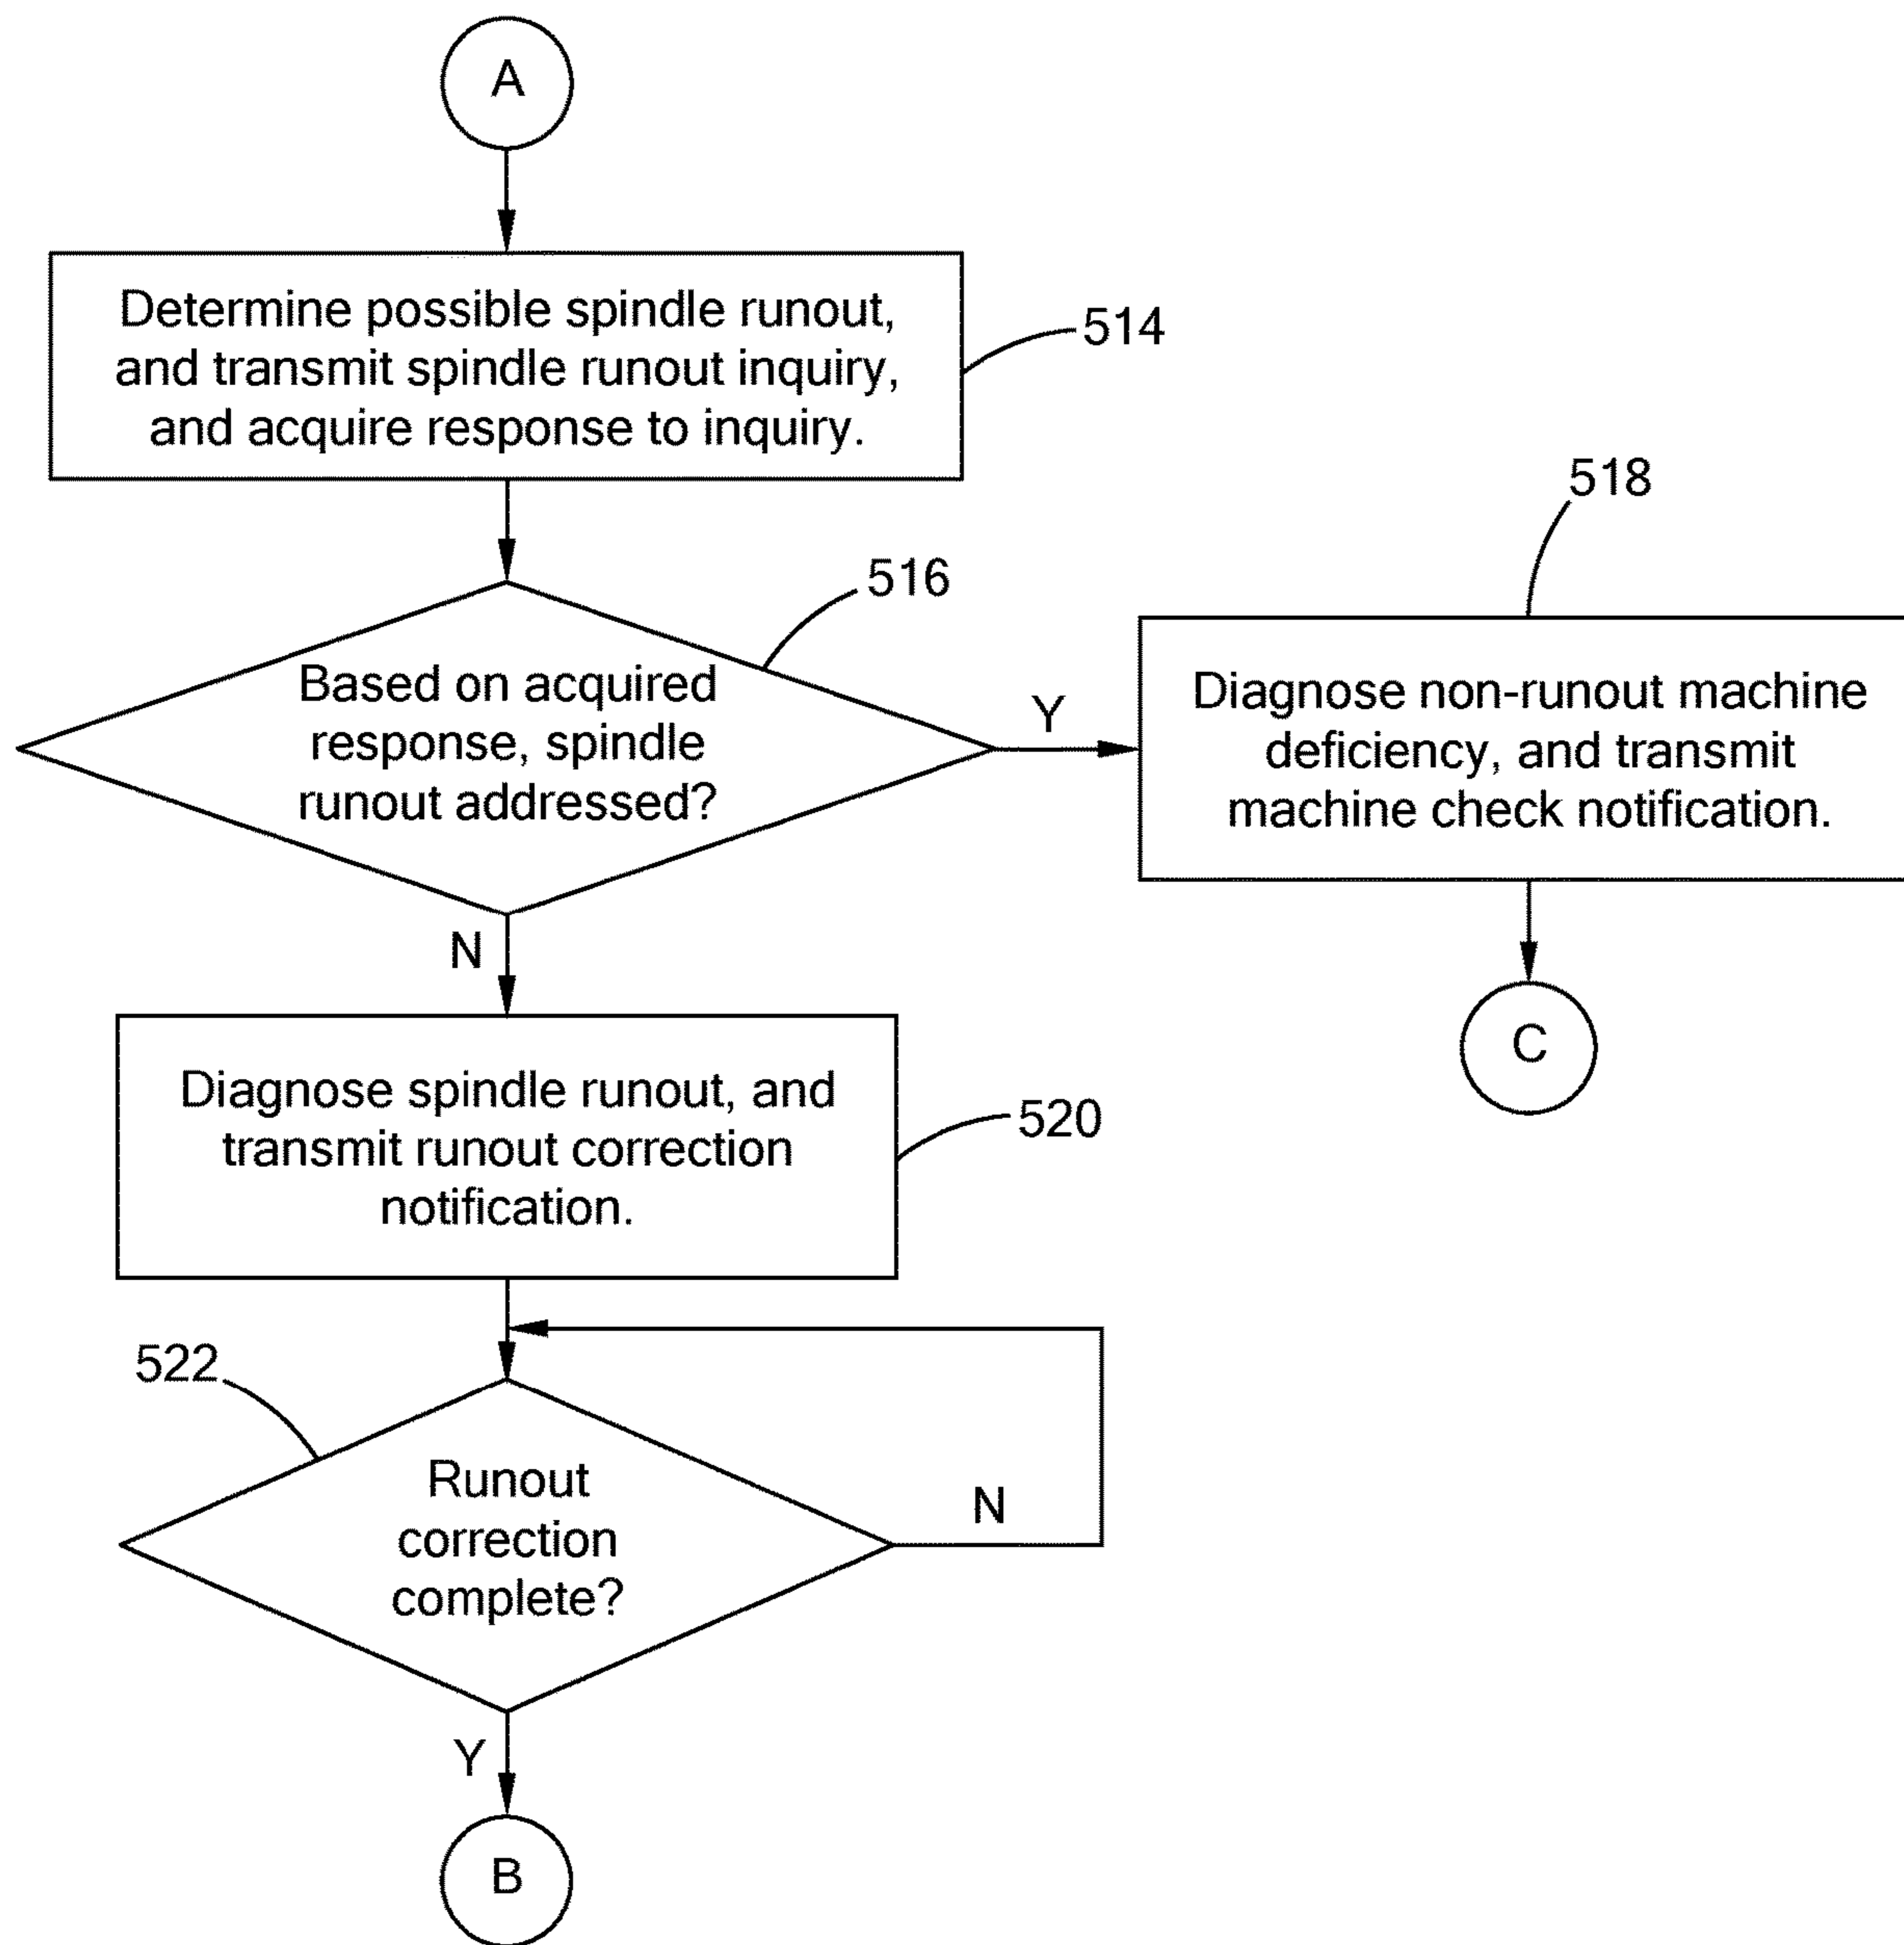 A
Determine possible spindle runout,
and transmit spindle runout inquiry,
and acquire response to inquiry.
514
516
Based on acquired
response, spindle
runout addressed?
Y
518
Diagnose non-runout machine
deficiency, and transmit
machine check notification.
C
N
Diagnose spindle runout, and
transmit runout correction
notification.
520
522
Runout
correction
complete?
N
Y
B